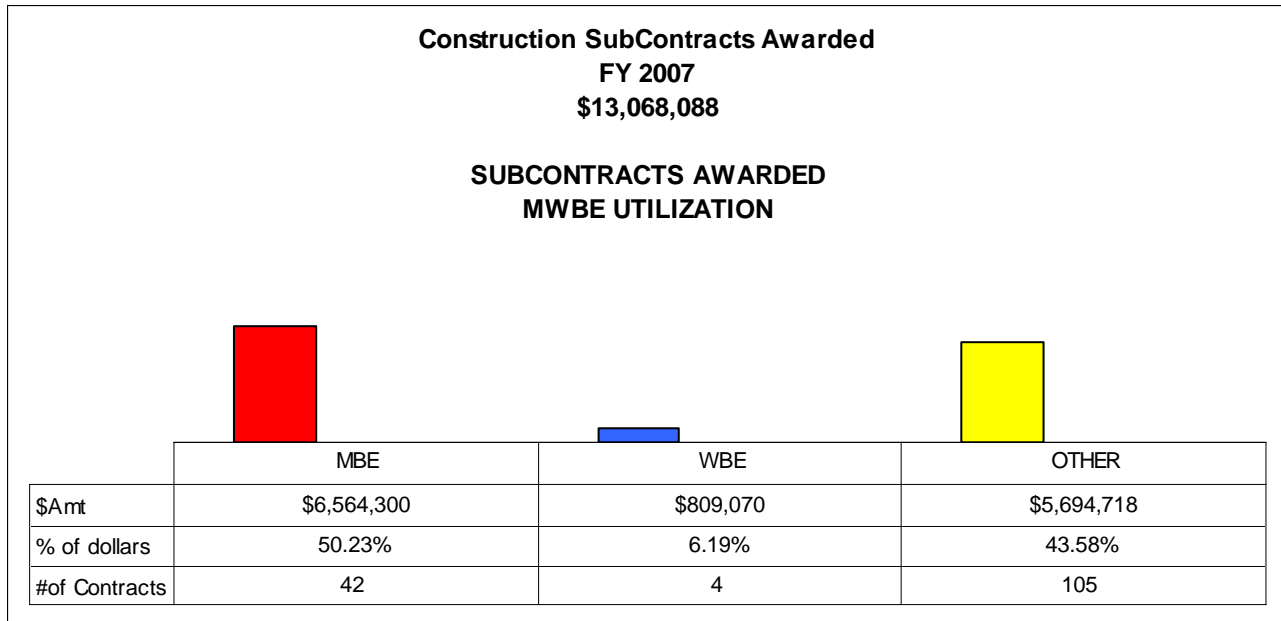 Construction SubContracts Awarded
FY 2007
$13,068,088
SUBCONTRACTS AWARDED
MWBE UTILIZATION
MBE WBE OTHER
$Amt $6,564,300 $809,070 $5,694,718
% of dollars 50.23% 6.19% 43.58%
#of Contracts 42 4 105